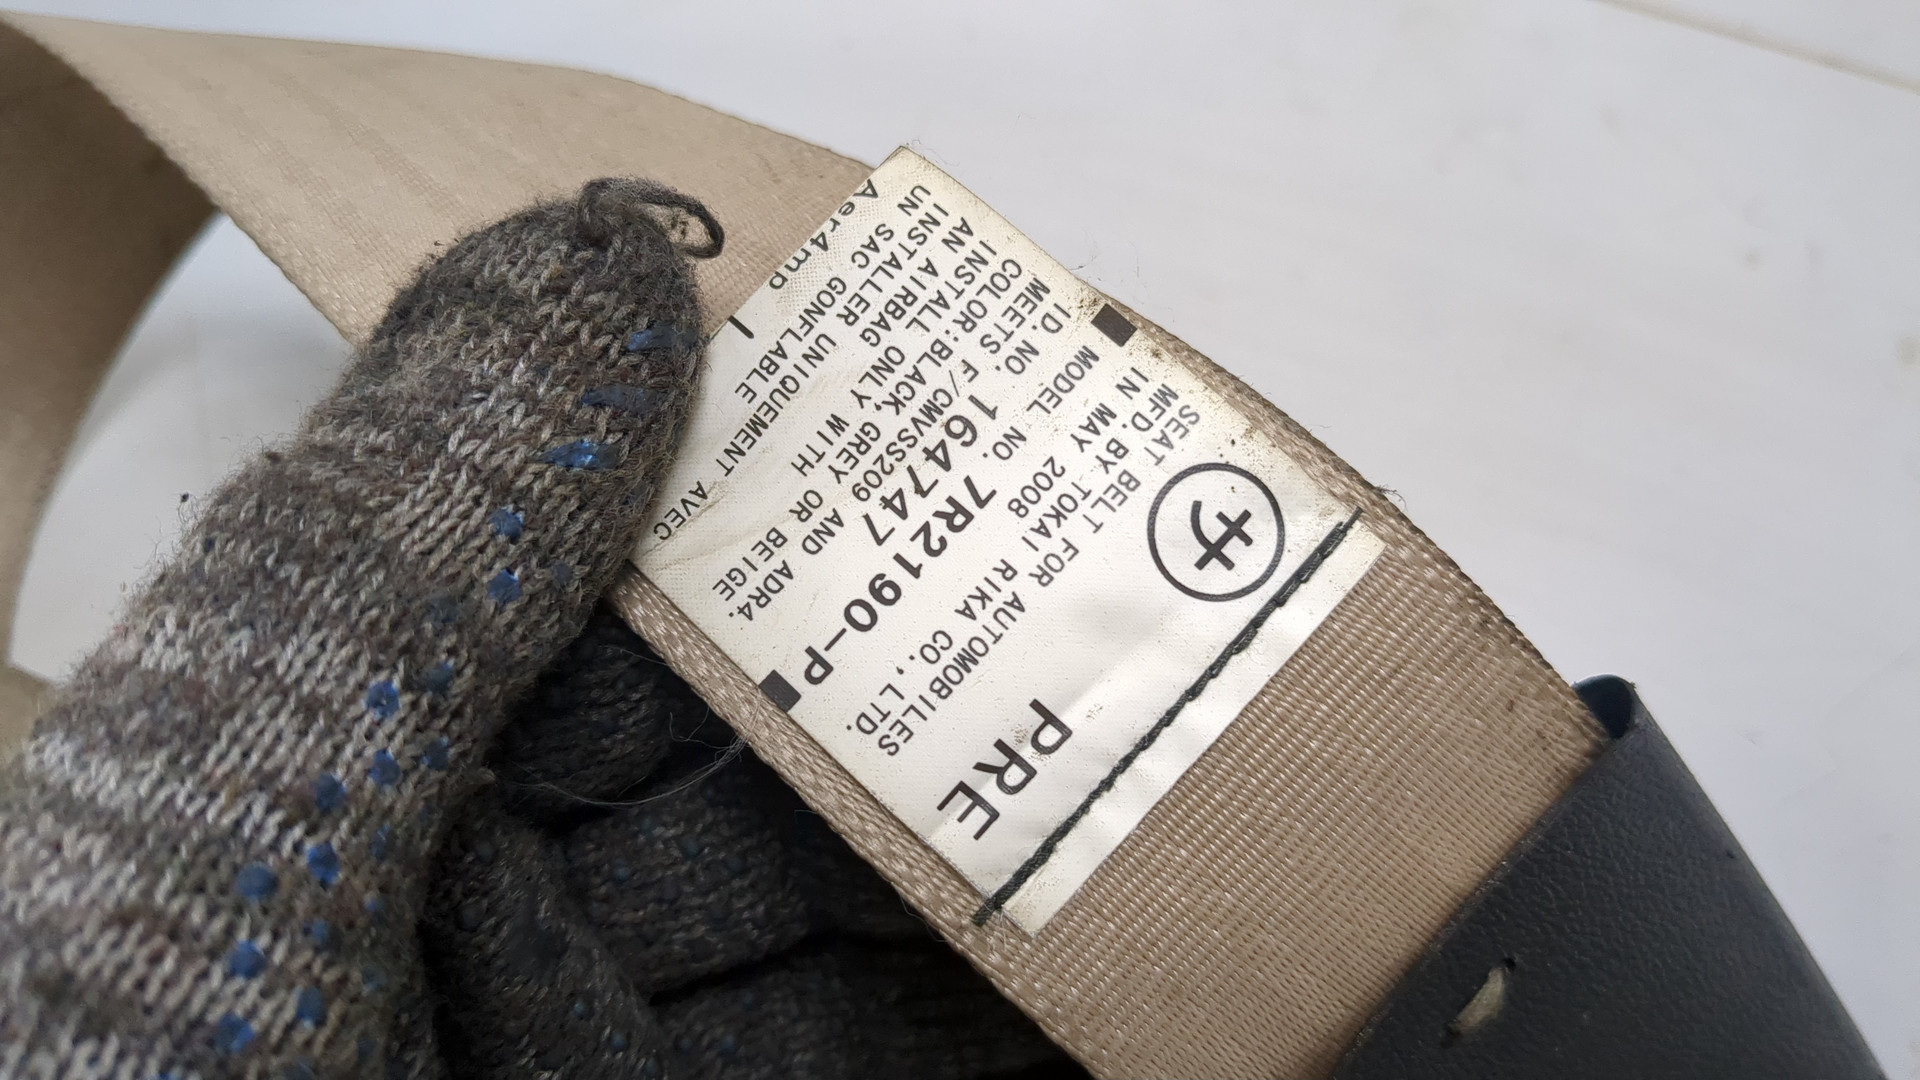 サ PRE
SEAT BELT FOR AUTOMOBILES
MFD. BY TOKAI RIKA CO., LTD.
IN MAY 2008
MODEL NO. 7R2190-P
ID. NO. 164747
MEETS F/CMVSS209 AND ADR4.
COLOR:BLACK, GREY OR BEIGE
INSTALL ONLY WITH
AN AIRBAG
INSTALLER UNIQUEMENT AVEC
UN SAC GONFLABLE
Aer4mp